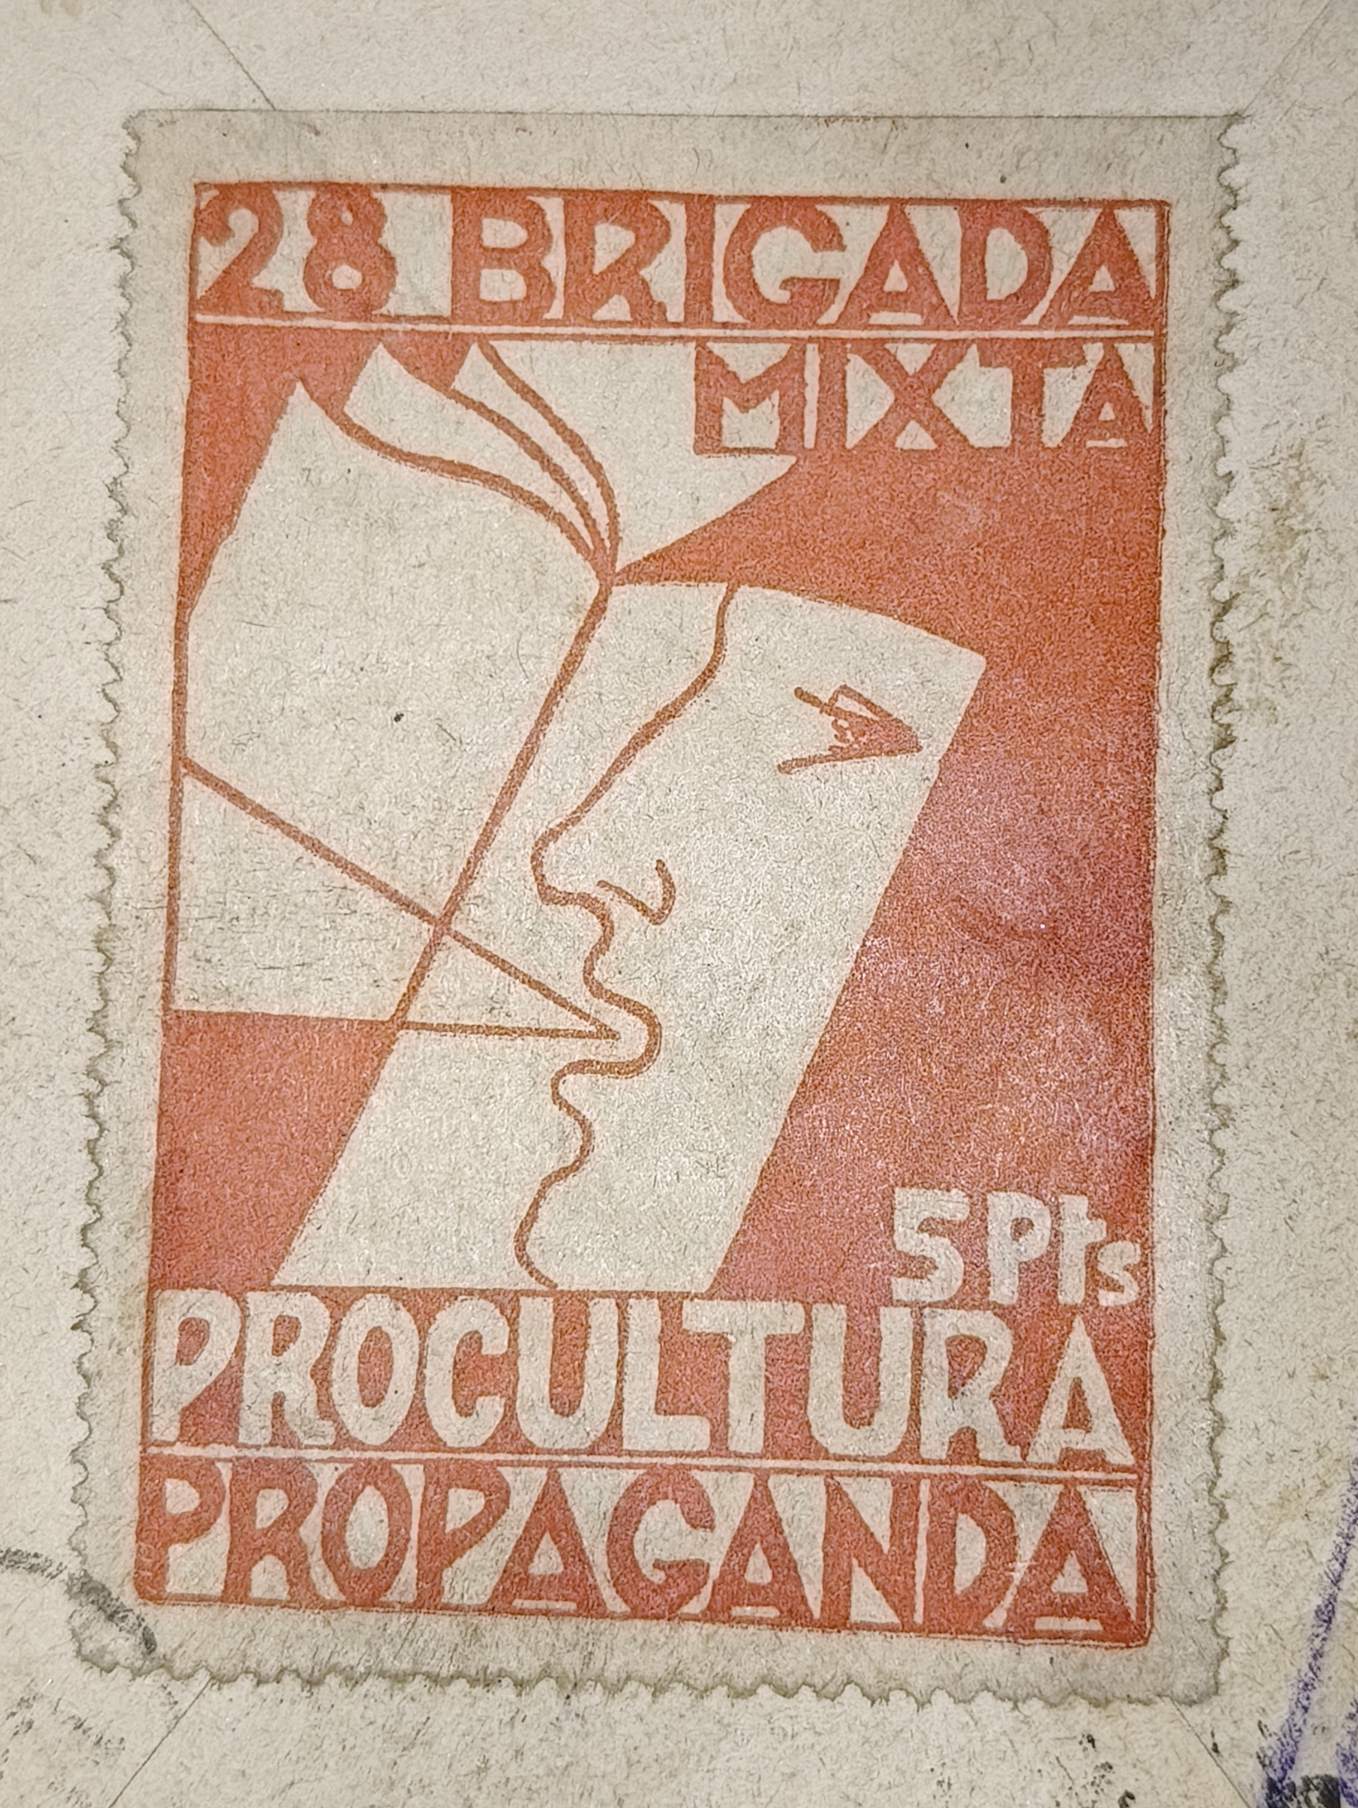 28 BRIGADA
MIXTA
5 Pts
PROCULTURA
PROPAGANDA